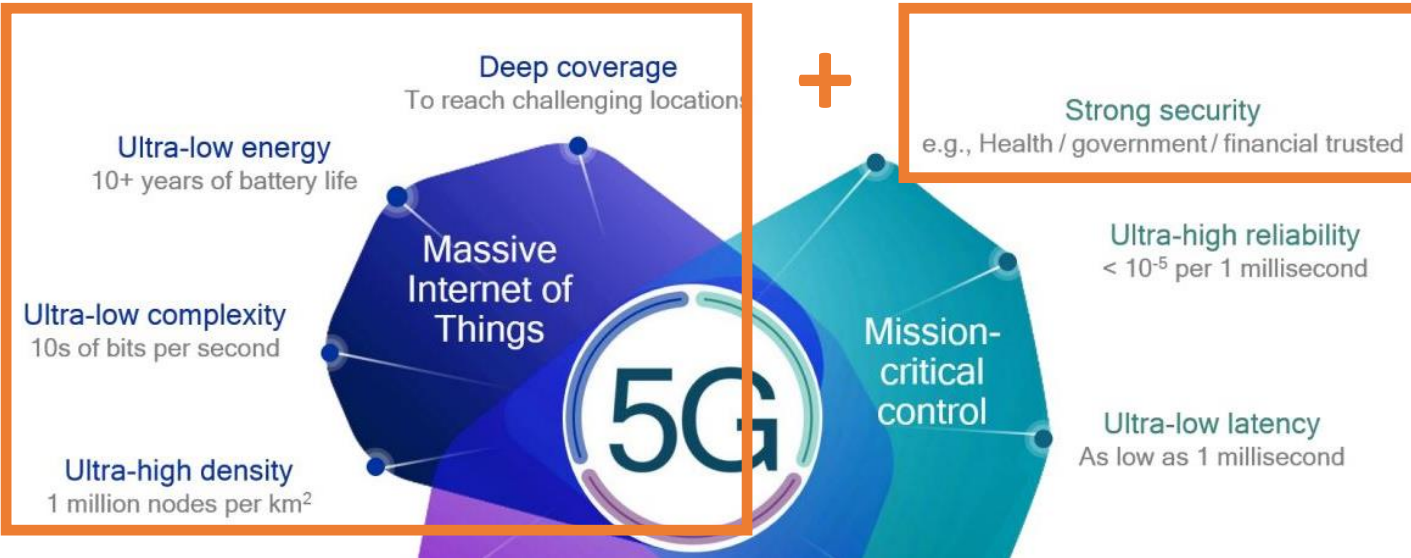 Deep coverage
To reach challenging locations
+
Strong security
e.g., Health / government / financial trusted
Ultra-low energy
10+ years of battery life
Massive
Internet of
Things
Ultra-high reliability
< 10⁻⁵ per 1 millisecond
Ultra-low complexity
10s of bits per second
5G
Mission-
critical
control
Ultra-low latency
As low as 1 millisecond
Ultra-high density
1 million nodes per km²